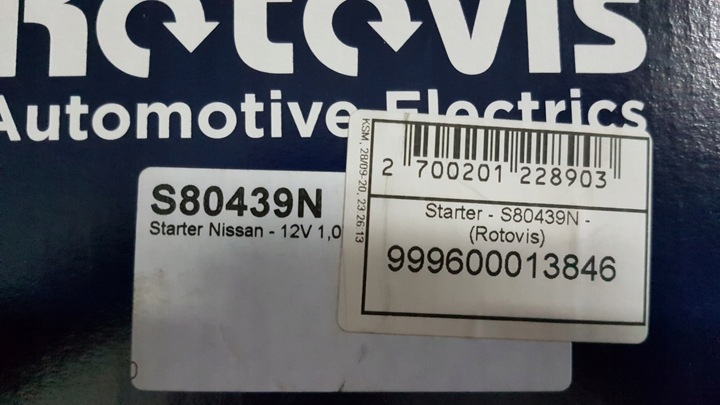 Rotovis
Automotive Electrics
S80439N
Starter Nissan - 12V 1,0
KSM, 28/09-20, 23:26:13
2 700201 228903
Starter - S80439N -
(Rotovis)
999600013846